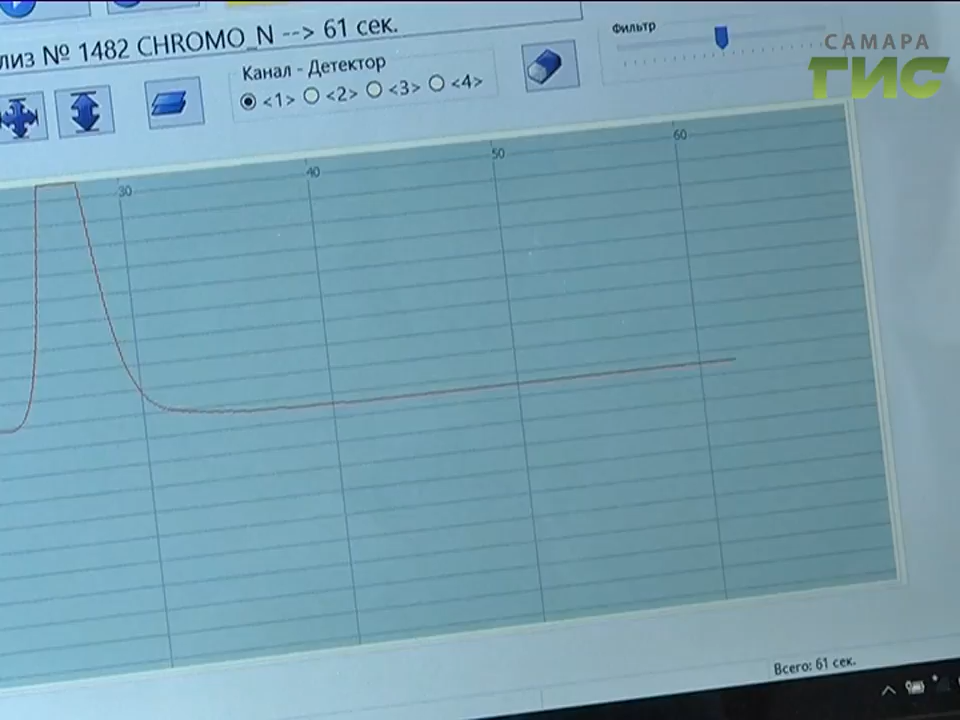 лиз № 1482 CHROMO_N --> 61 сек.
Фильтр
САМАРА
ГИС
Канал - Детектор
<1> <2> <3> <4>
30 40 50 60
Всего: 61 сек.